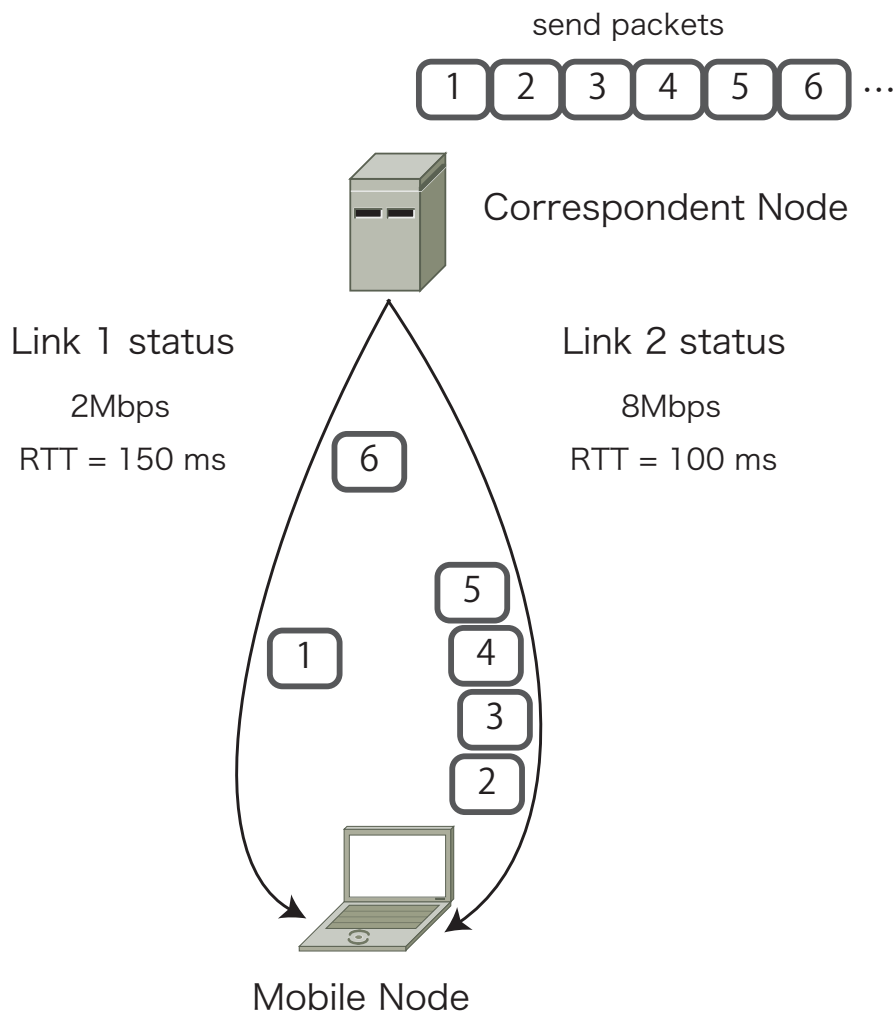 send packets
1 2 3 4 5 6 …
Correspondent Node
Link 1 status
2Mbps
RTT = 150 ms
Link 2 status
8Mbps
RTT = 100 ms
6
5
1
4
3
2
Mobile Node